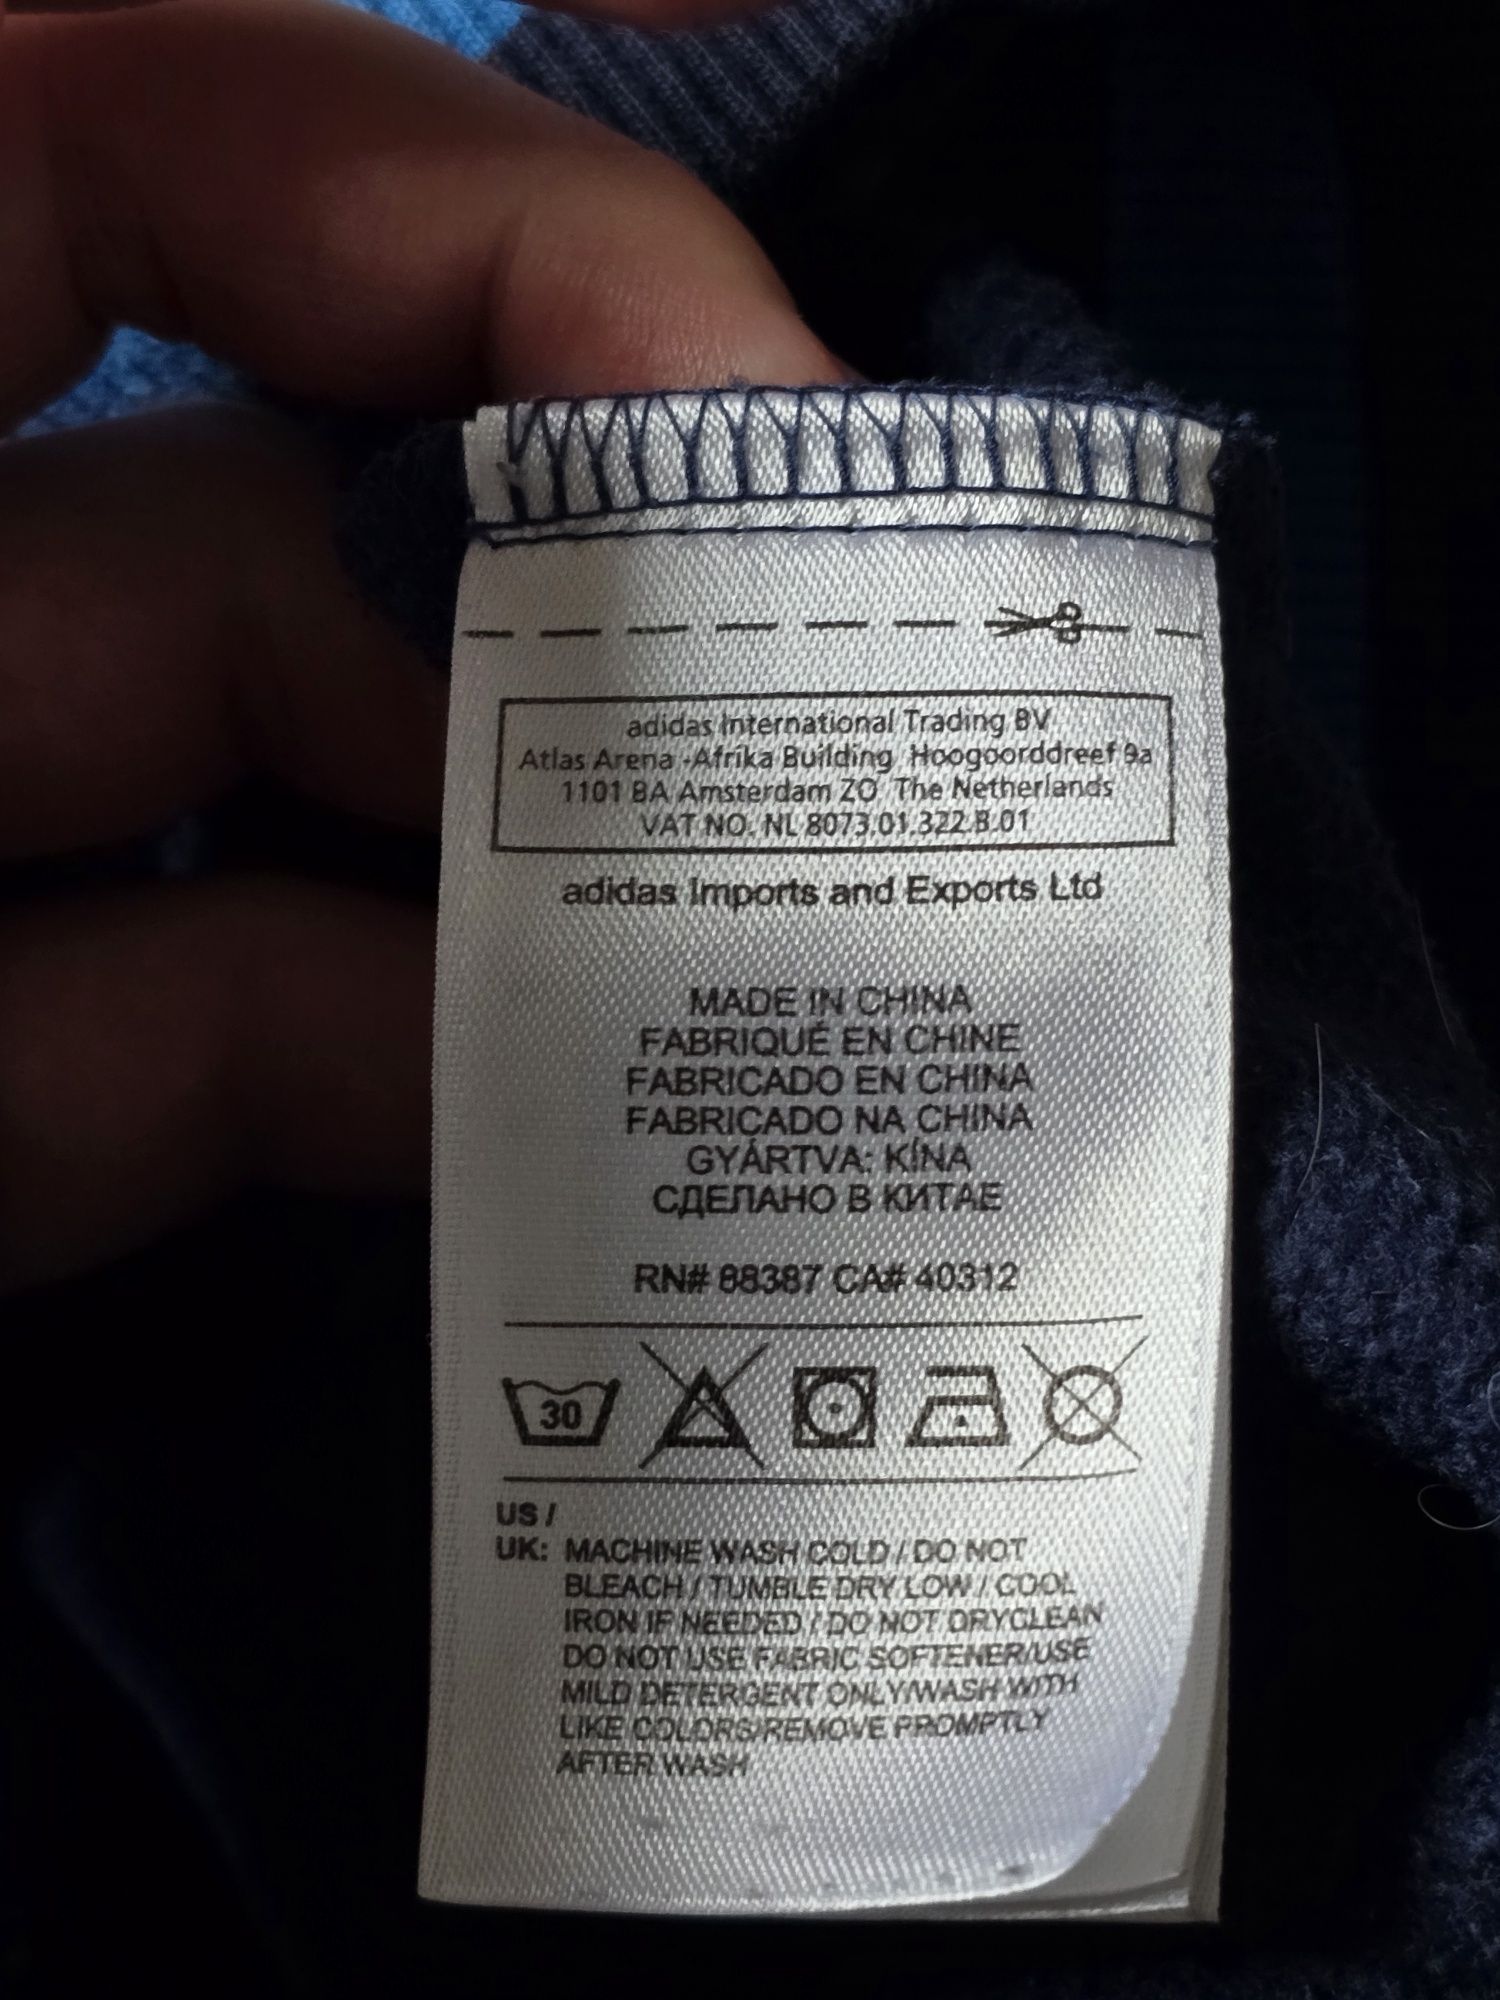 adidas International Trading BV
Atlas Arena -Afrika Building Hoogoorddreef 9a
1101 BA Amsterdam ZO The Netherlands
VAT NO. NL 8073.01.322.B.01
adidas Imports and Exports Ltd
MADE IN CHINA
FABRIQUÉ EN CHINE
FABRICADO EN CHINA
FABRICADO NA CHINA
GYÁRTVA: KÍNA
СДЕЛАНО В КИТАЕ
RN# 88387 CA# 40312
30
US /
UK: MACHINE WASH COLD / DO NOT
BLEACH / TUMBLE DRY LOW / COOL
IRON IF NEEDED / DO NOT DRYCLEAN
DO NOT USE FABRIC SOFTENER/USE
MILD DETERGENT ONLY/WASH WITH
LIKE COLORS/REMOVE PROMPTLY
AFTER WASH